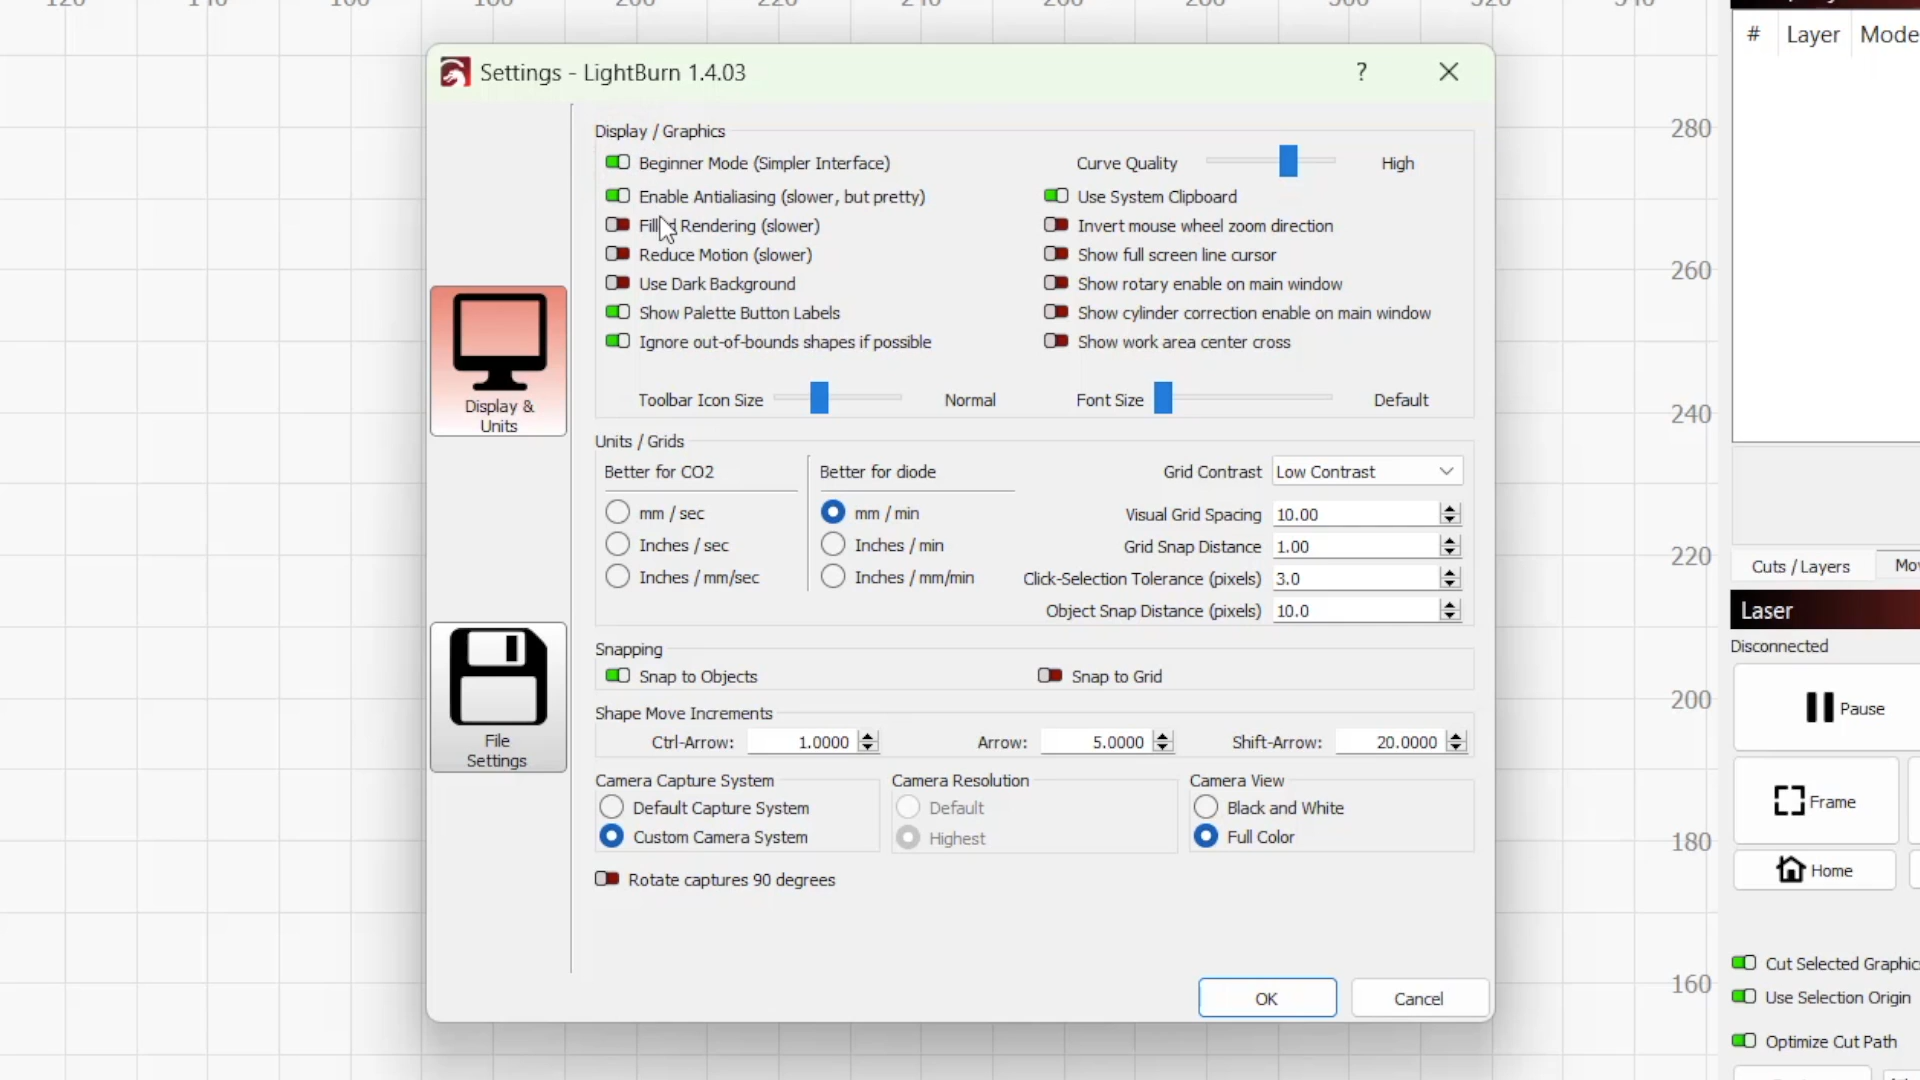 Settings - LightBurn 1.4.03
?
# Layer Mode
Display / Graphics
Beginner Mode (Simpler Interface)
Curve Quality
High
Enable Antialiasing (slower, but pretty)
Use System Clipboard
Filled Rendering (slower)
Invert mouse wheel zoom direction
Reduce Motion (slower)
Show full screen line cursor
Use Dark Background
Show rotary enable on main window
Show Palette Button Labels
Show cylinder correction enable on main window
Ignore out-of-bounds shapes if possible
Show work area center cross
Toolbar Icon Size
Normal
Font Size
Default
Display &
Units
Units / Grids
Better for CO2
Better for diode
Grid Contrast
Low Contrast
mm / sec
mm / min
Visual Grid Spacing
10.00
Inches / sec
Inches / min
Grid Snap Distance
1.00
Inches / mm/sec
Inches / mm/min
Click-Selection Tolerance (pixels)
3.0
Object Snap Distance (pixels)
10.0
Snapping
Snap to Objects
Snap to Grid
File
Settings
Shape Move Increments
Ctrl-Arrow:
1.0000
Arrow:
5.0000
Shift-Arrow:
20.0000
Camera Capture System
Camera Resolution
Camera View
Default Capture System
Default
Black and White
Custom Camera System
Highest
Full Color
Rotate captures 90 degrees
OK
Cancel
280
260
240
220
200
180
160
Cuts / Layers
Mov
Laser
Disconnected
Pause
Frame
Home
Cut Selected Graphic
Use Selection Origin
Optimize Cut Path